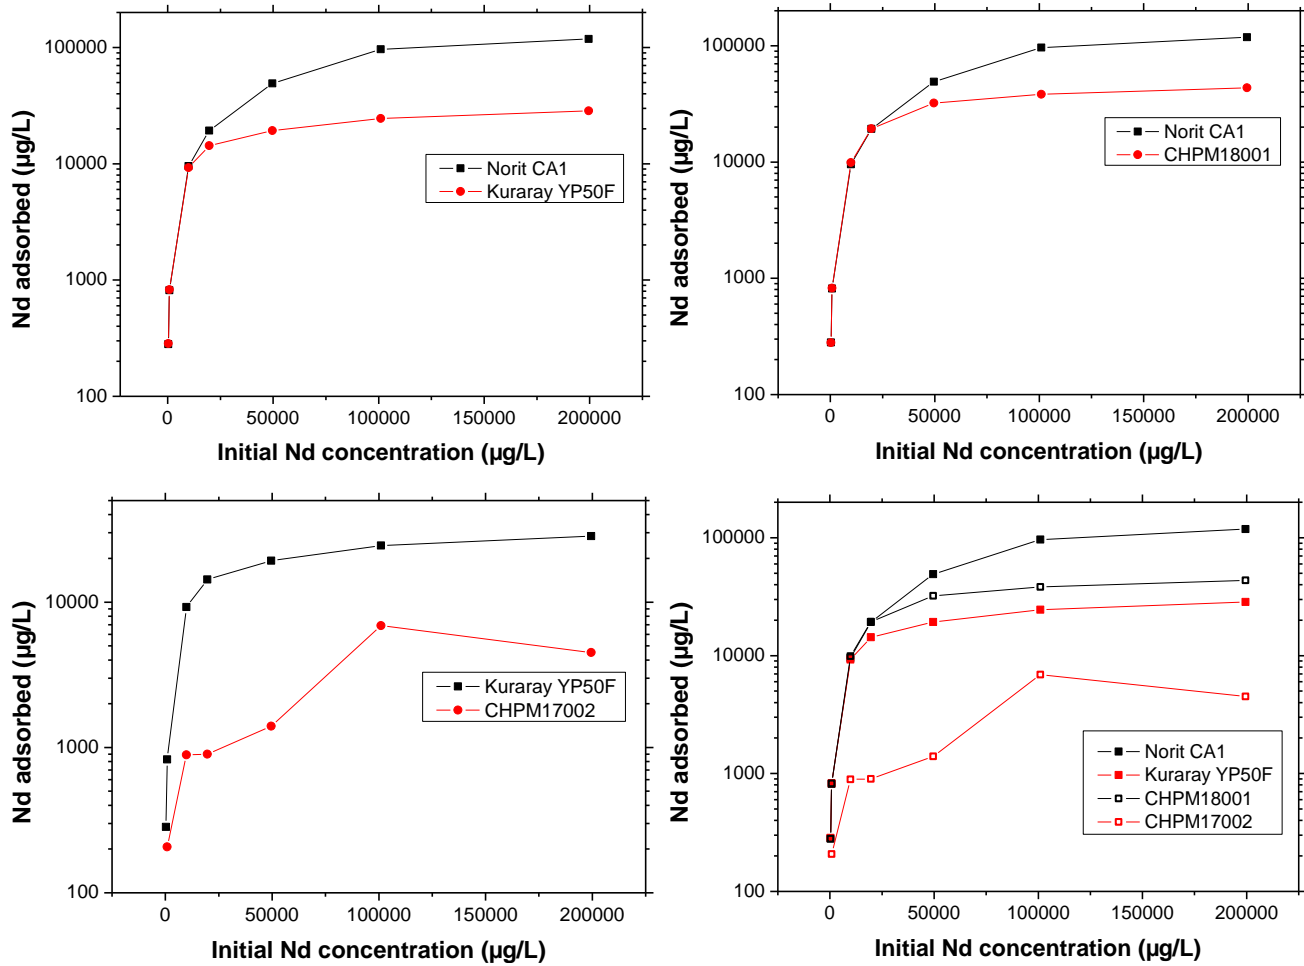 100000
10000
1000
100
Nd adsorbed (µg/L)
Norit CA1
Kuraray YP50F
0
50000
100000
150000
200000
Initial Nd concentration (µg/L)
100000
10000
1000
100
Nd adsorbed (µg/L)
Norit CA1
CHPM18001
0
50000
100000
150000
200000
Initial Nd concentration (µg/L)
10000
1000
100
Nd adsorbed (µg/L)
Kuraray YP50F
CHPM17002
0
50000
100000
150000
200000
Initial Nd concentration (µg/L)
100000
10000
1000
100
Nd adsorbed (µg/L)
Norit CA1
Kuraray YP50F
CHPM18001
CHPM17002
0
50000
100000
150000
200000
Initial Nd concentration (µg/L)